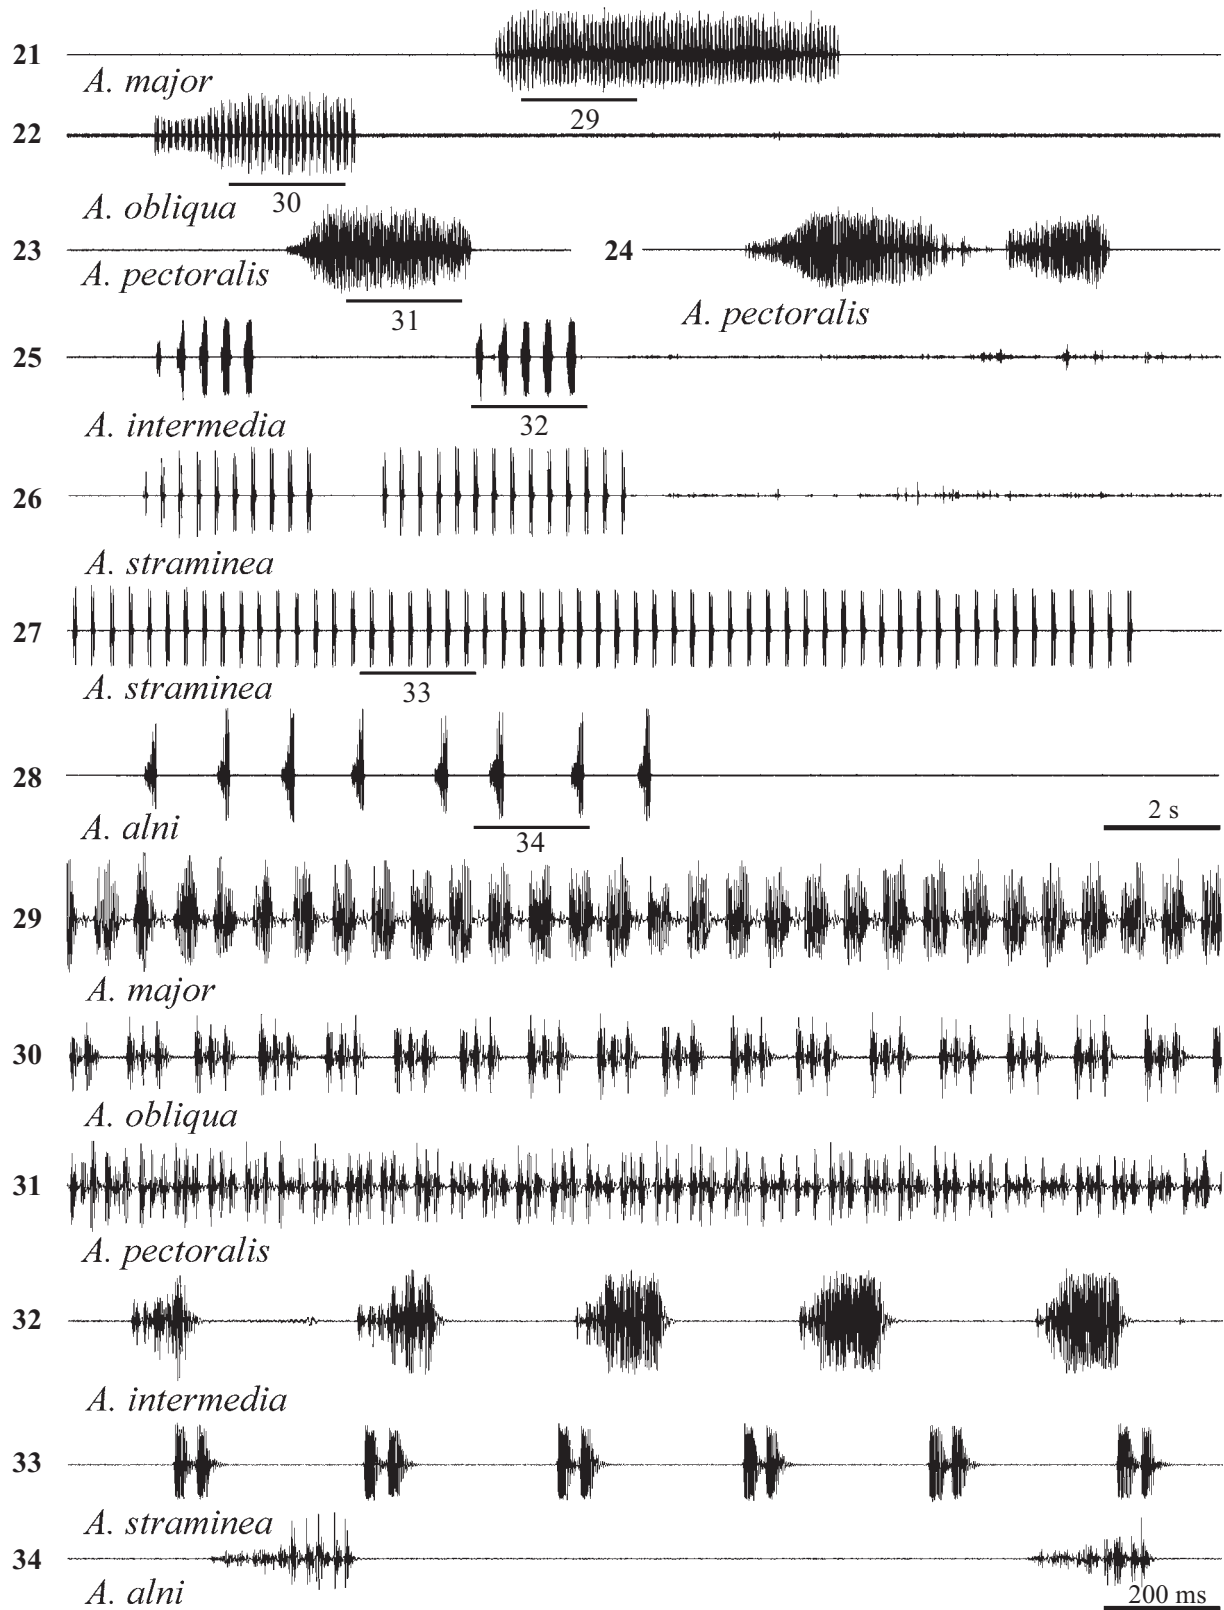 21
A. major
29
22
A. obliqua 30
23 24
A. pectoralis
31
A. pectoralis
25
A. intermedia 32
26
A. straminea
27
A. straminea 33
28
A. alni 34
2 s
29
A. major
30
A. obliqua
31
A. pectoralis
32
A. intermedia
33
A. straminea
34
A. alni
200 ms